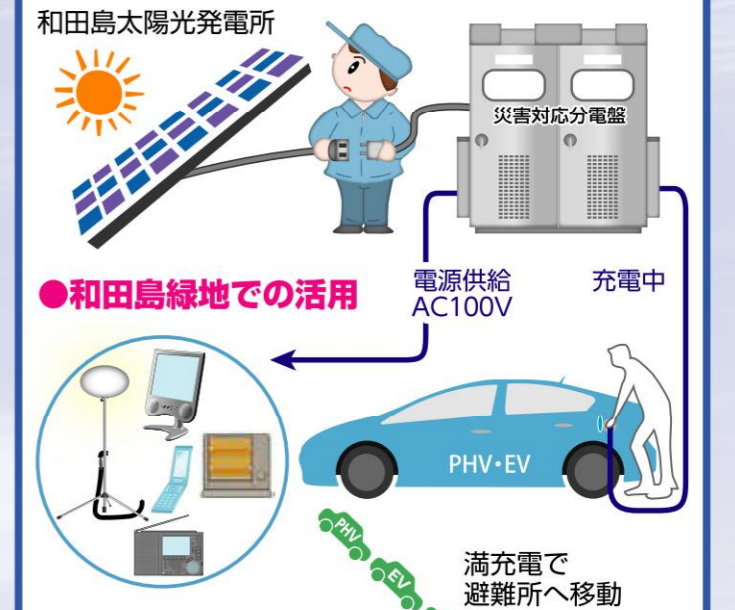 和田島太陽光発電所
災害対応分電盤
●和田島緑地での活用
電源供給
AC100V
充電中
PHV・EV
PHV
EV
満充電で
避難所へ移動